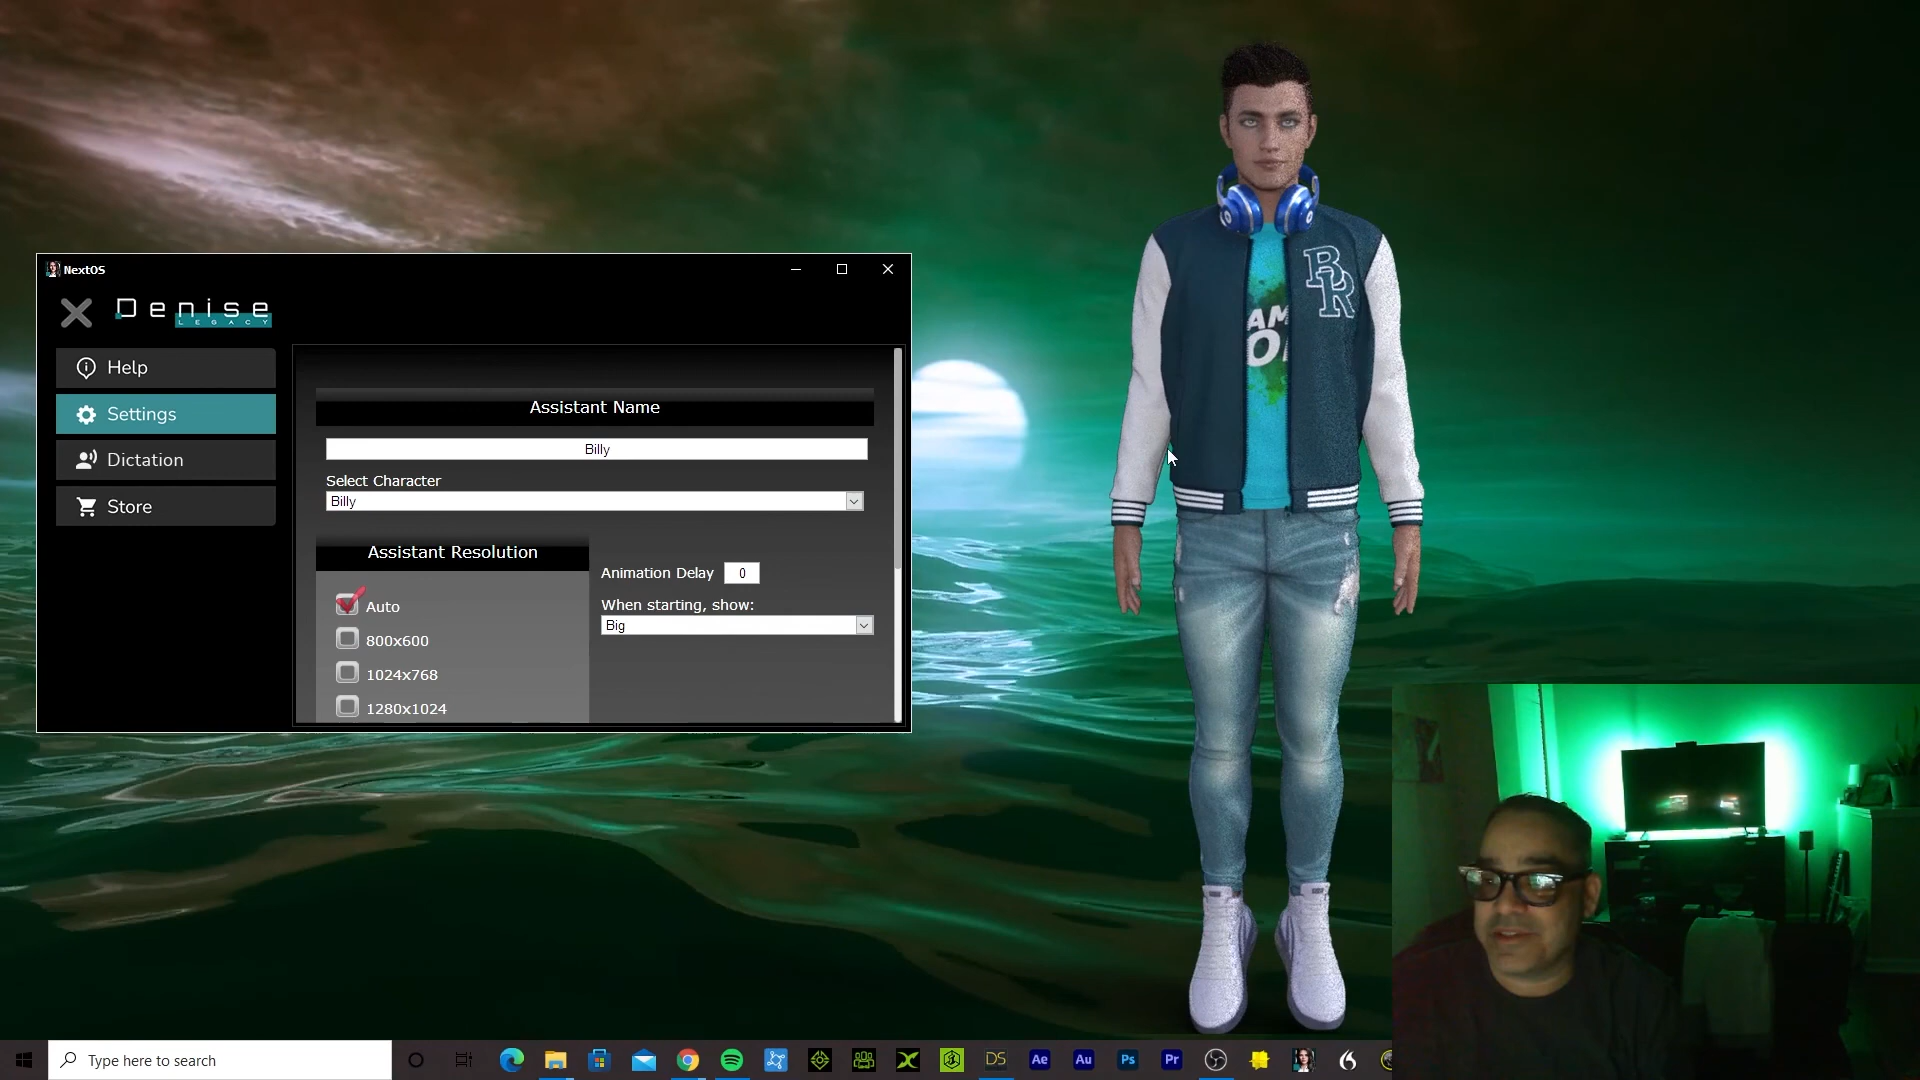 NextOS
Denise
LEGACY
Help
Settings
Dictation
Store
Assistant Name
Billy
Select Character
Billy
Assistant Resolution
Auto
800x600
1024x768
1280x1024
Animation Delay 0
When starting, show:
Big
BR
Type here to search
DS
Ae
Au
Ps
Pr